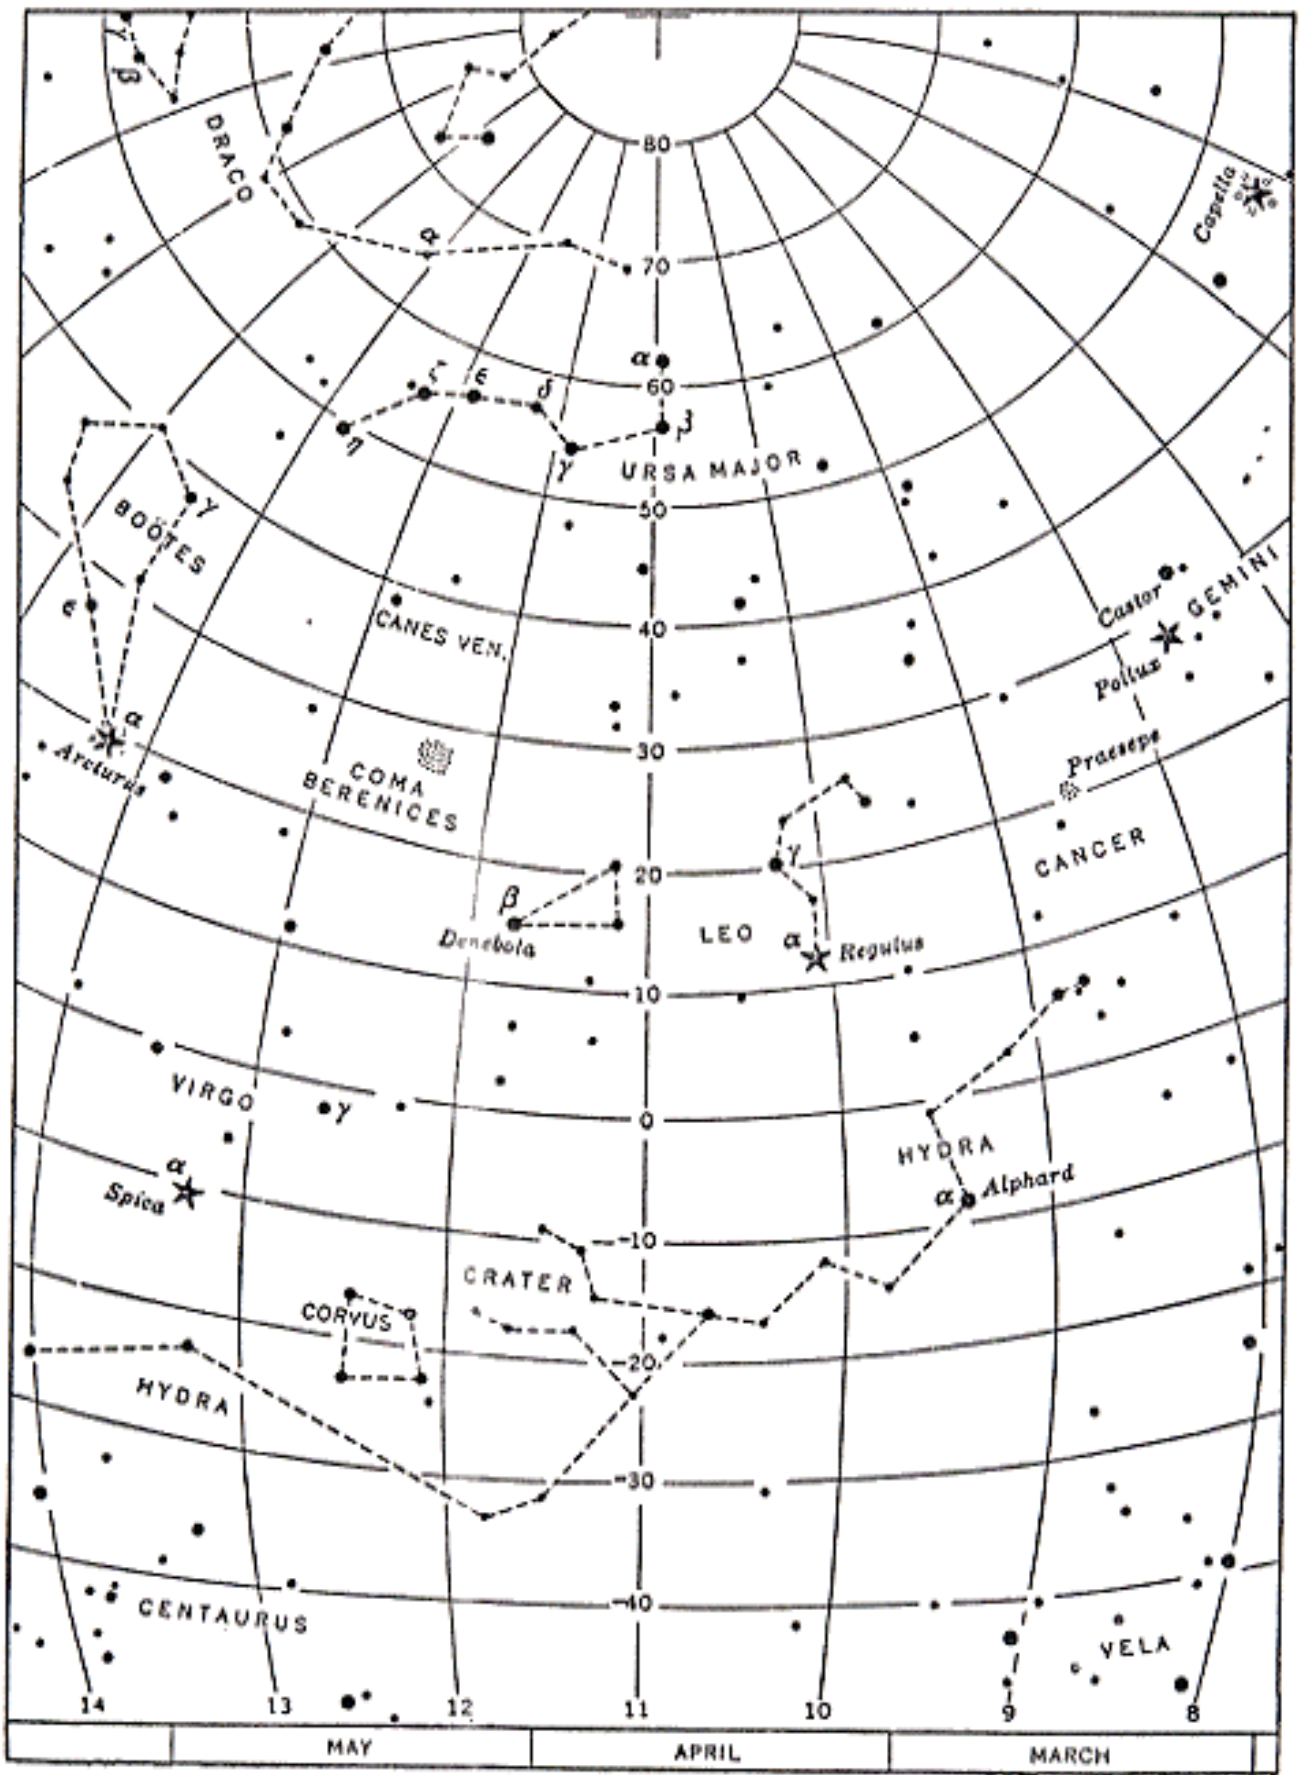 γ
β
DRACO
80
Capella
α
70
α
60
ζ
ϵ
δ
β
η
γ
URSA MAJOR
50
γ
BOÖTES
ϵ
GEMINI
Castor
CANES VEN.
40
Pollux
α
Arcturus
30
Praesepe
COMA
BERENICES
γ
20
CANCER
β
Denebola
LEO
α
Regulus
10
VIRGO
γ
0
HYDRA
α
Spica
α
Alphard
-10
CRATER
CORVUS
-20
HYDRA
-30
CENTAURUS
-40
VELA
14 13 12 11 10 9 8
MAY APRIL MARCH